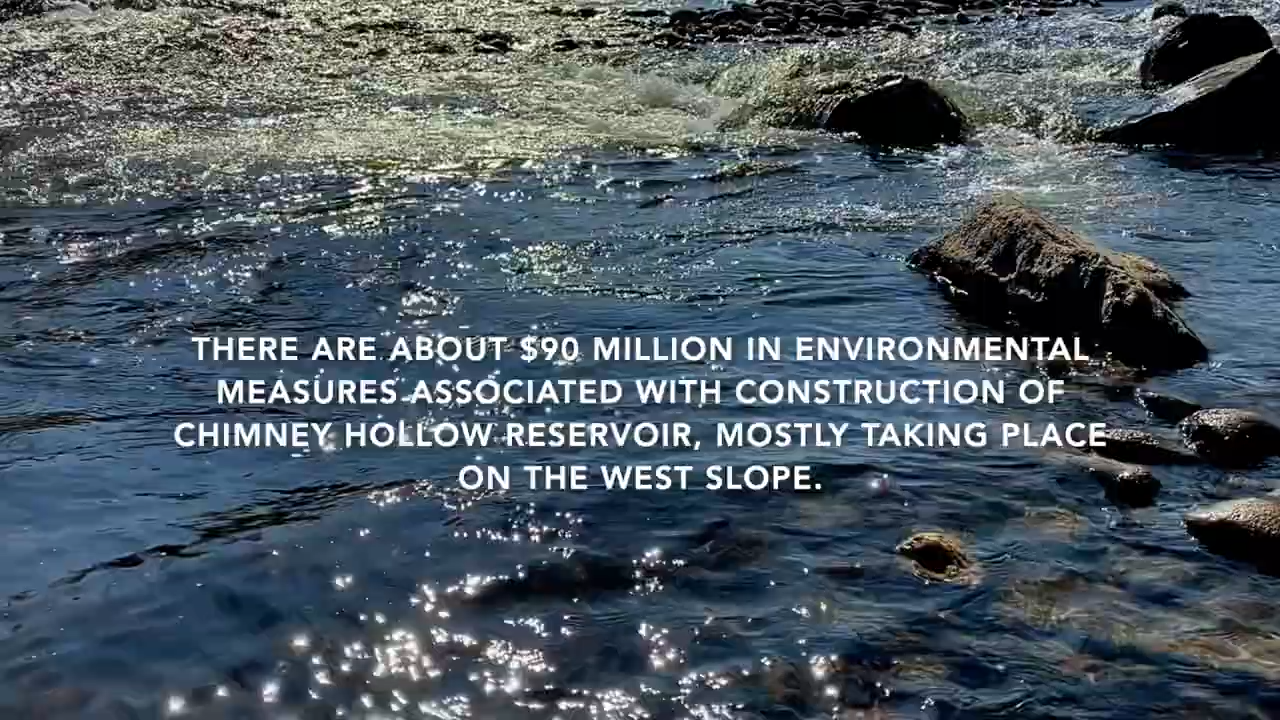 THERE ARE ABOUT $90 MILLION IN ENVIRONMENTAL
MEASURES ASSOCIATED WITH CONSTRUCTION OF
CHIMNEY HOLLOW RESERVOIR, MOSTLY TAKING PLACE
ON THE WEST SLOPE.